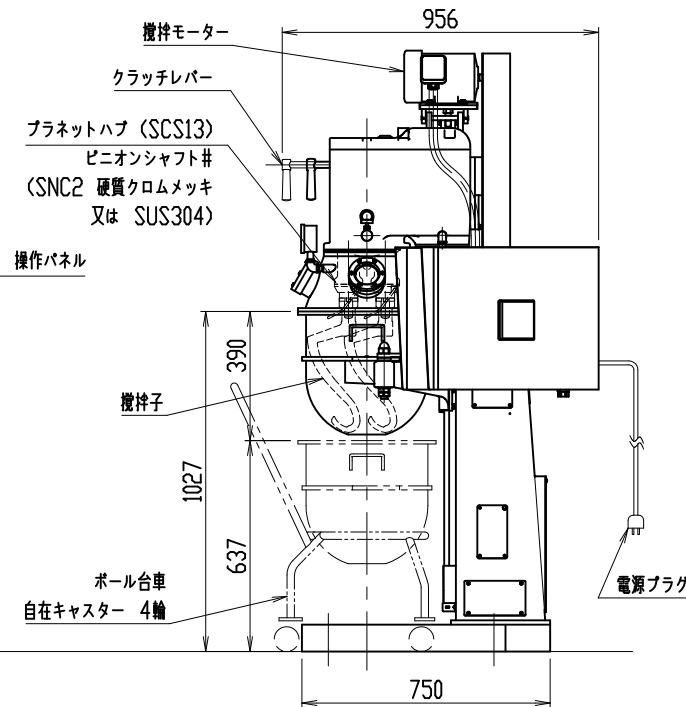 956
撹拌モーター
クラッチレバー
プラネットハブ (SCS13)
ピニオンシャフト#
(SNC2 硬質クロムメッキ
又は SUS304)
操作パネル
390
撹拌子
1027
637
ボール台車
自在キャスター 4輪
電源プラグ
750